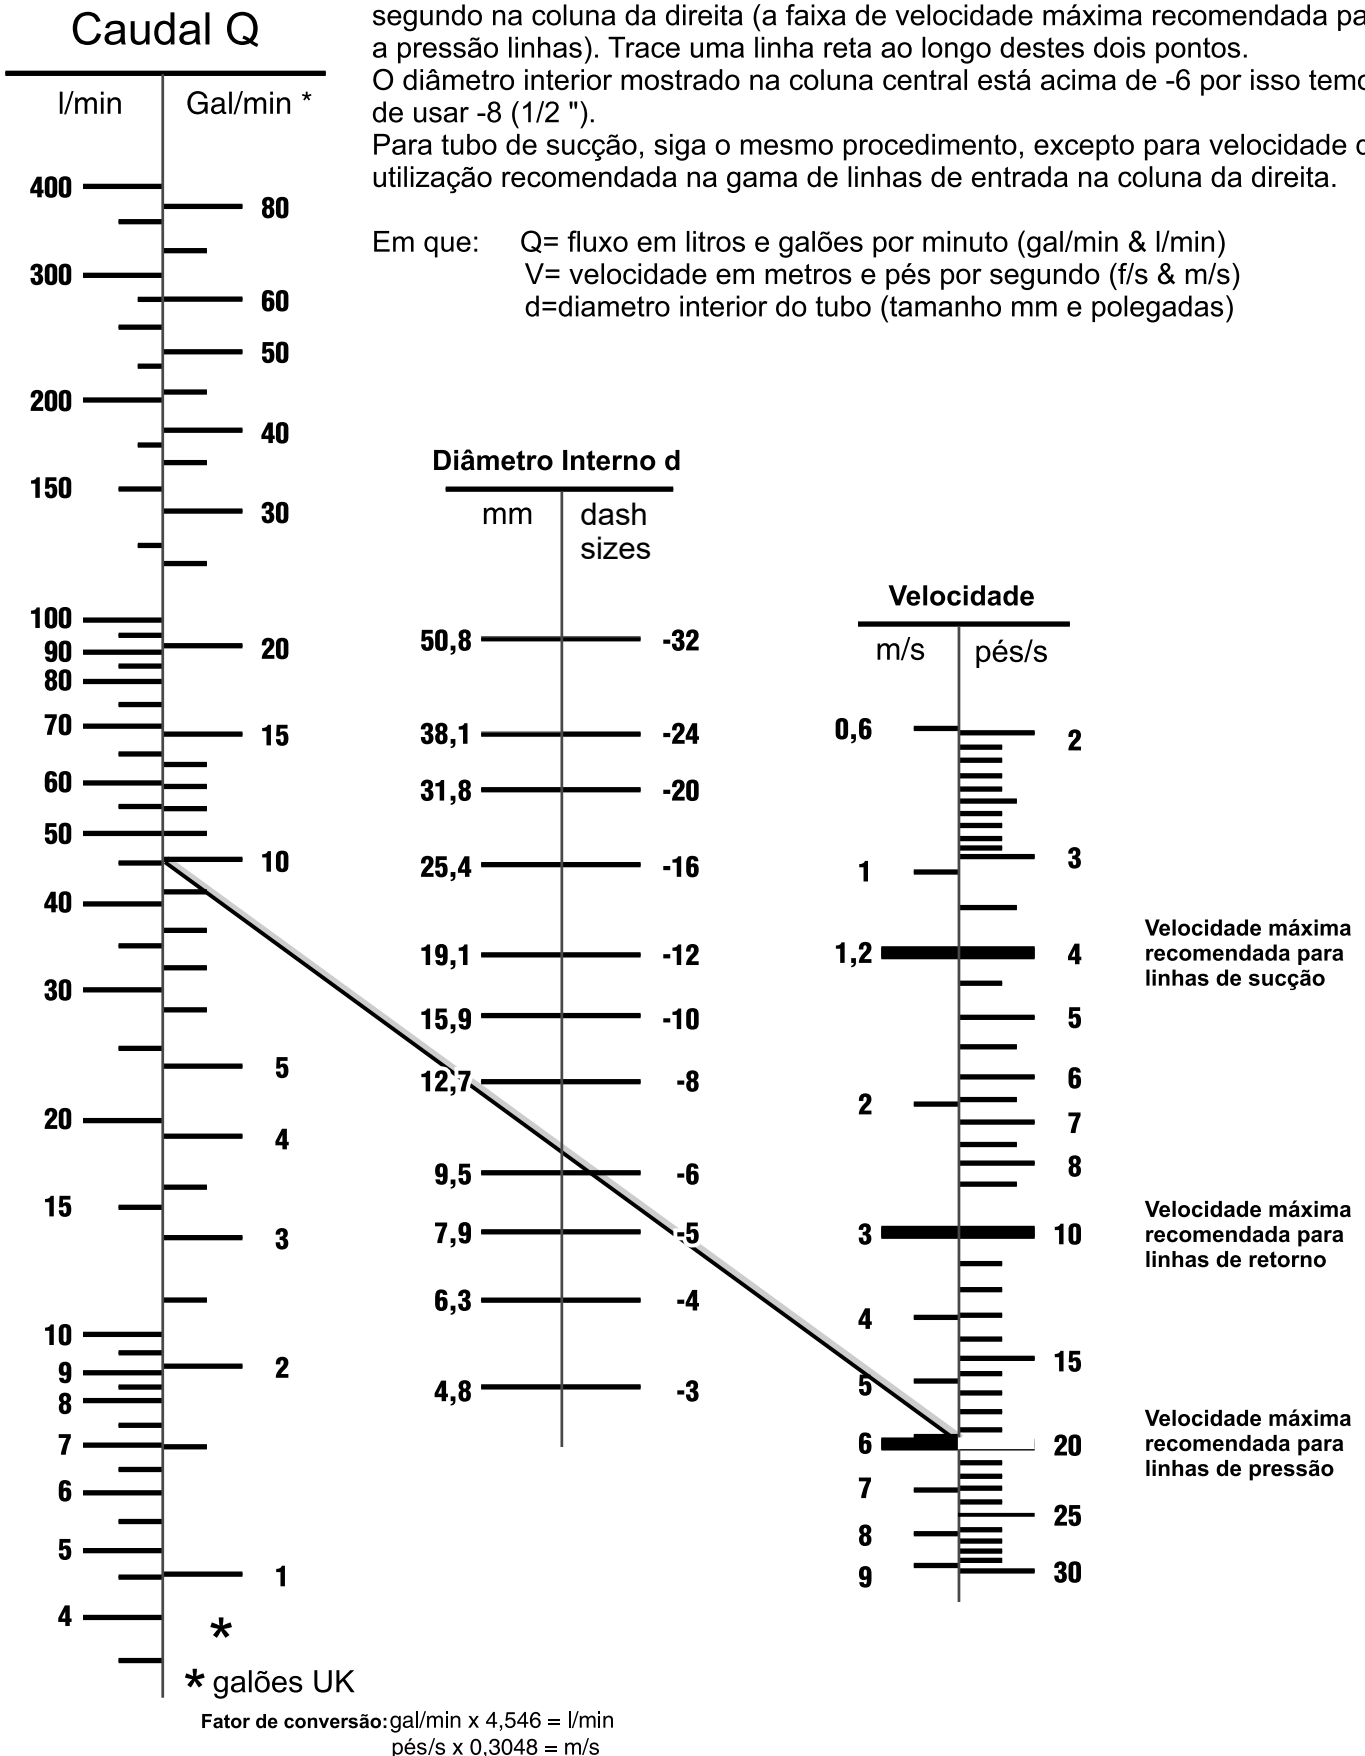 Caudal Q
l/min
Gal/min *
segundo na coluna da direita (a faixa de velocidade máxima recomendada pa
a pressão linhas). Trace uma linha reta ao longo destes dois pontos.
O diâmetro interior mostrado na coluna central está acima de -6 por isso temo
de usar -8 (1/2 ").
Para tubo de sucção, siga o mesmo procedimento, excepto para velocidade d
utilização recomendada na gama de linhas de entrada na coluna da direita.
Em que: Q= fluxo em litros e galões por minuto (gal/min & l/min)
V= velocidade em metros e pés por segundo (f/s & m/s)
d=diametro interior do tubo (tamanho mm e polegadas)
400
300
200
150
100
90
80
70
60
50
40
30
20
15
10
9
8
7
6
5
4
80
60
50
40
30
20
15
10
5
4
3
2
1
*
* galões UK
Fator de conversão: gal/min x 4,546 = l/min
pés/s x 0,3048 = m/s
Diâmetro Interno d
mm
dash
sizes
50,8 -32
38,1 -24
31,8 -20
25,4 -16
19,1 -12
15,9 -10
12,7 -8
9,5 -6
7,9 -5
6,3 -4
4,8 -3
Velocidade
m/s
pés/s
0,6
1
1,2
2
3
4
5
6
7
8
9
2
3
4
5
6
7
8
10
15
20
25
30
Velocidade máxima
recomendada para
linhas de sucção
Velocidade máxima
recomendada para
linhas de retorno
Velocidade máxima
recomendada para
linhas de pressão